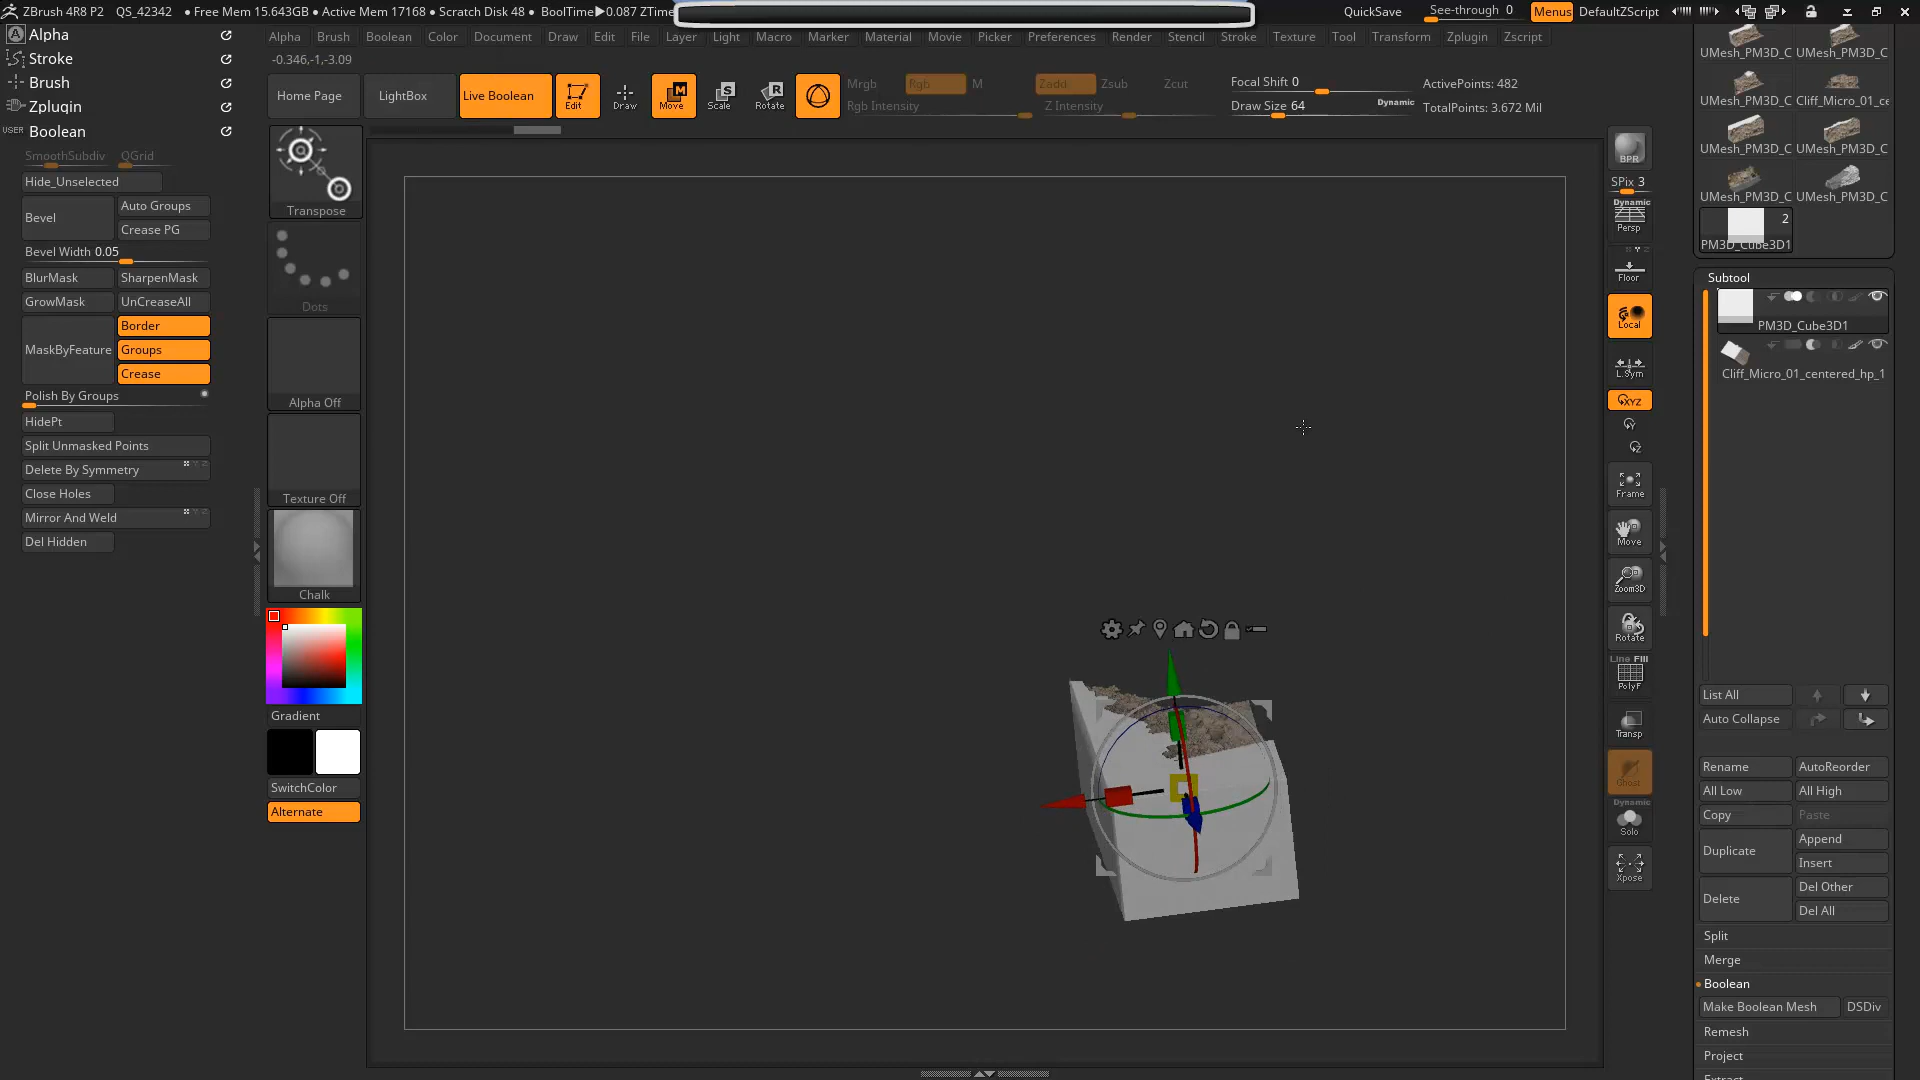 ZBrush 4R8 P2 QS_42342 • Free Mem 15.643GB • Active Mem 17168 • Scratch Disk 48 • BoolTime▶0.087 ZTime
QuickSave See-through 0 Menus DefaultZScript
Alpha
Stroke
Brush
Zplugin
USER Boolean
Alpha Brush Boolean Color Document Draw Edit File Layer Light Macro Marker Material Movie Picker Preferences Render Stencil Stroke Texture Tool Transform Zplugin Zscript
-0.346,-1,-3.09
Home Page LightBox Live Boolean Edit Draw Move Scale Rotate
Mrgb Rgb M Zadd Zsub Zcut
Rgb Intensity Z Intensity
Focal Shift 0
Draw Size 64 Dynamic
ActivePoints: 482
TotalPoints: 3.672 Mil
SmoothSubdiv QGrid
Hide_Unselected
Bevel Auto Groups
Crease PG
Bevel Width 0.05
BlurMask SharpenMask
GrowMask UnCreaseAll
MaskByFeature Border
Groups
Crease
Polish By Groups
HidePt
Split Unmasked Points
Delete By Symmetry
Close Holes
Mirror And Weld
Del Hidden
Transpose
Dots
Alpha Off
Texture Off
Chalk
Gradient
SwitchColor
Alternate
BPR
SPix 3
Dynamic
Persp
Floor
Local
L.Sym
XYZ
Y
Z
Frame
Move
Zoom3D
Rotate
Line Fill
PolyF
Transp
Ghost
Dynamic
Solo
Xpose
UMesh_PM3D_C UMesh_PM3D_C
UMesh_PM3D_C Cliff_Micro_01_ce
UMesh_PM3D_C UMesh_PM3D_C
UMesh_PM3D_C UMesh_PM3D_C
2
PM3D_Cube3D1
Subtool
PM3D_Cube3D1
Cliff_Micro_01_centered_hp_1
List All
Auto Collapse
Rename AutoReorder
All Low All High
Copy Paste
Duplicate Append
Insert
Delete Del Other
Del All
Split
Merge
Boolean
Make Boolean Mesh DSDiv
Remesh
Project